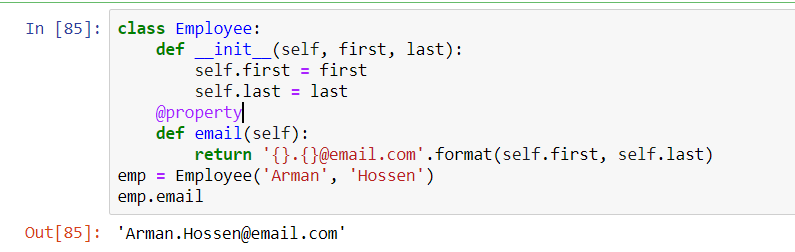 In [85]: class Employee:
    def __init__(self, first, last):
        self.first = first
        self.last = last
    @property
    def email(self):
        return '{}.{}@email.com'.format(self.first, self.last)
emp = Employee('Arman', 'Hossen')
emp.email
Out[85]: 'Arman.Hossen@email.com'